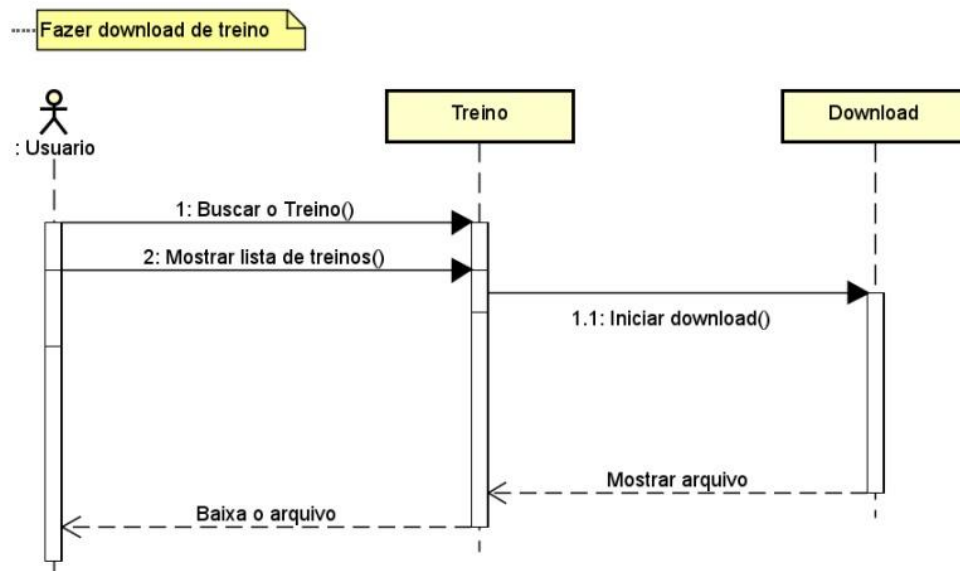 Fazer download de treino
: Usuario
Treino
Download
1: Buscar o Treino()
2: Mostrar lista de treinos()
1.1: Iniciar download()
Mostrar arquivo
Baixa o arquivo